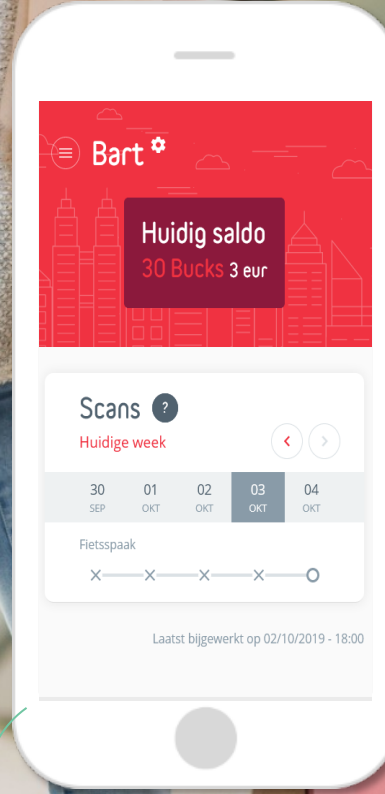 Bart
Huidig saldo
30 Bucks 3 eur
Scans ?
Huidige week
30 01 02 03 04
SEP OKT OKT OKT OKT
Fietsspaak
Laatst bijgewerkt op 02/10/2019 - 18:00